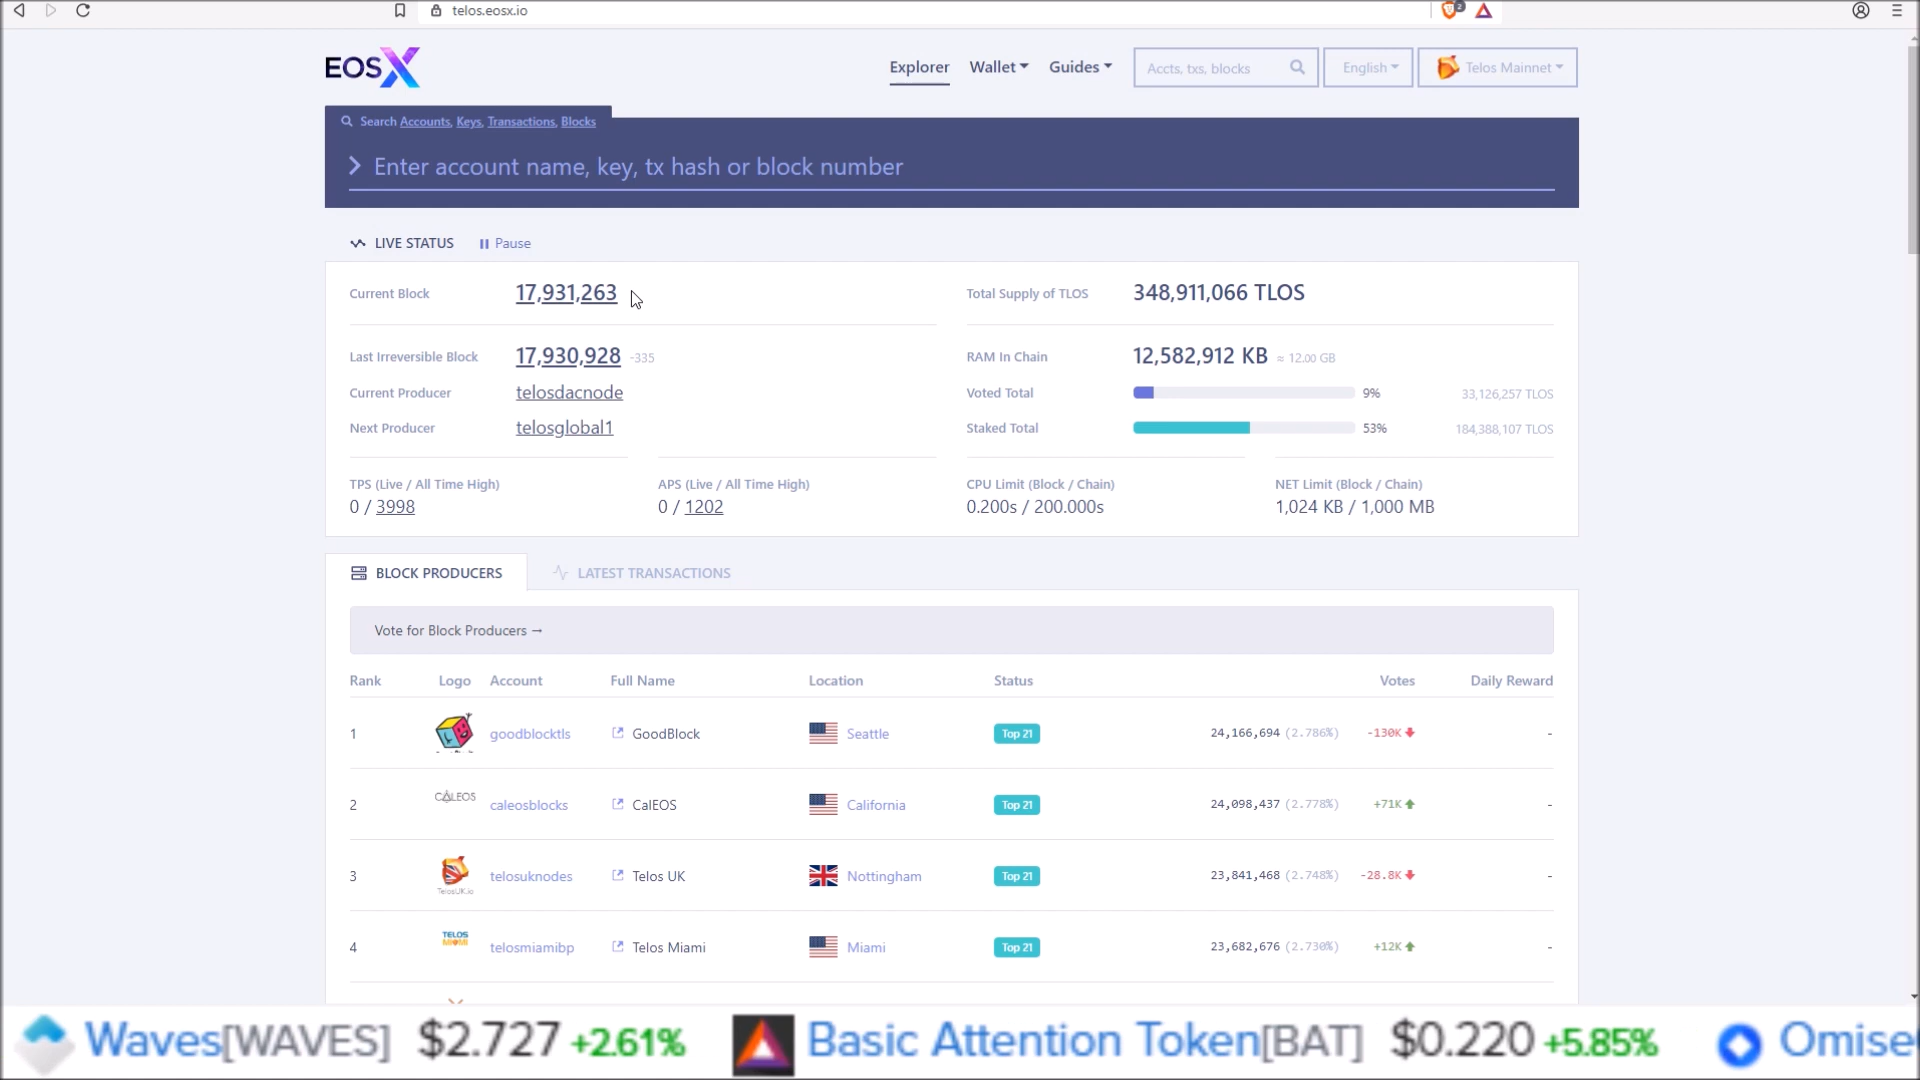 telos.eosx.io
2
EOSX
Explorer Wallet Guides Accts, txs, blocks English Telos Mainnet
Search Accounts, Keys, Transactions, Blocks
Enter account name, key, tx hash or block number
LIVE STATUS Pause
Current Block 17,931,263 Total Supply of TLOS 348,911,066 TLOS
Last Irreversible Block 17,930,928 -335 RAM In Chain 12,582,912 KB ≈ 12.00 GB
Current Producer telosdacnode Voted Total 9% 33,126,257 TLOS
Next Producer telosglobal1 Staked Total 53% 184,388,107 TLOS
TPS (Live / All Time High) APS (Live / All Time High) CPU Limit (Block / Chain) NET Limit (Block / Chain)
0 / 3998 0 / 1202 0.200s / 200.000s 1,024 KB / 1,000 MB
BLOCK PRODUCERS LATEST TRANSACTIONS
Vote for Block Producers →
Rank Logo Account Full Name Location Status Votes Daily Reward
1 goodblocktls GoodBlock Seattle Top 21 24,166,694 (2.786%) -130K -
2 CALEOS caleosblocks CalEOS California Top 21 24,098,437 (2.778%) +71K -
3 TelosUK.io telosuknodes Telos UK Nottingham Top 21 23,841,468 (2.748%) -28.8K -
4 TELOS MIAMI telosmiamibp Telos Miami Miami Top 21 23,682,676 (2.730%) +12K -
Waves[WAVES] $2.727 +2.61% Basic Attention Token[BAT] $0.220 +5.85% Omise